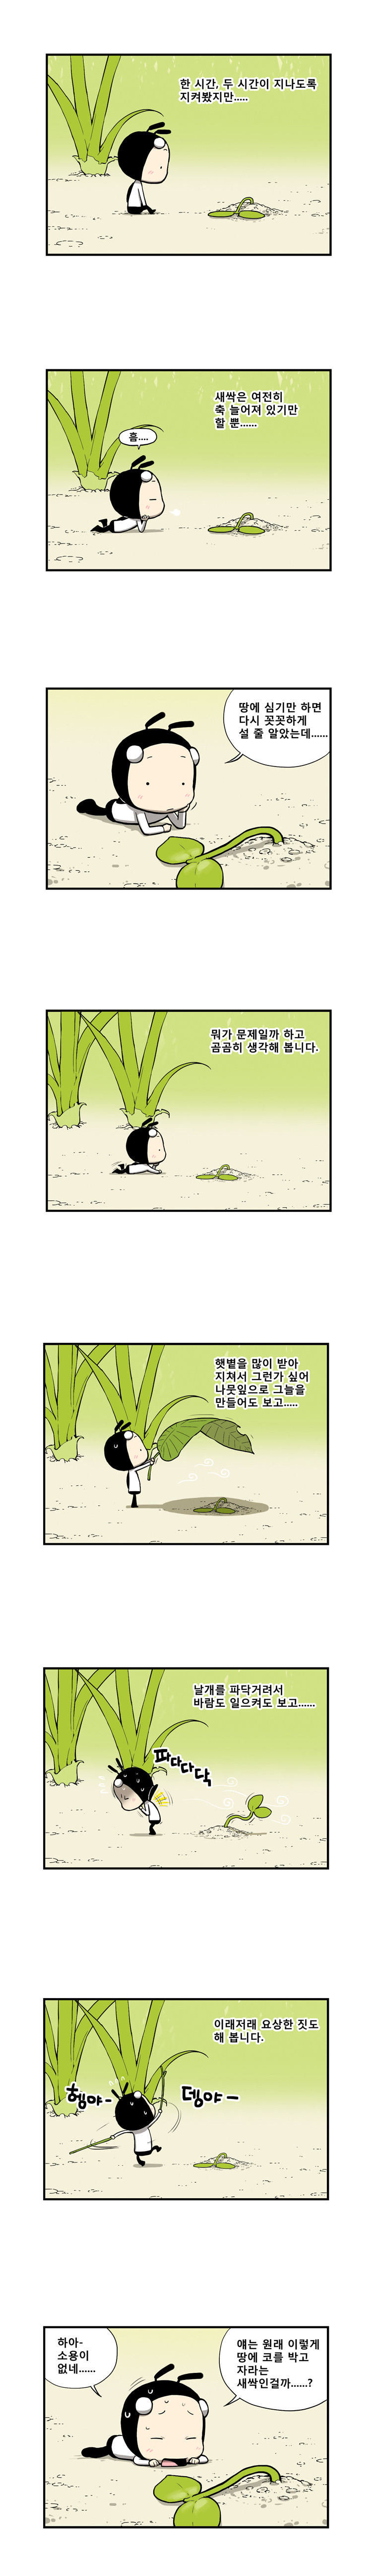 한 시간, 두 시간이 지나도록
지켜봤지만.....
새싹은 여전히
축 늘어져 있기만
할 뿐......
흠....
땅에 심기만 하면
다시 꼿꼿하게
설 줄 알았는데......
뭐가 문제일까 하고
곰곰히 생각해 봅니다.
햇볕을 많이 받아
지쳐서 그런가 싶어
나뭇잎으로 그늘을
만들어도 보고.....
날개를 파닥거려서
바람도 일으켜도 보고......
파다다닥
이래저래 요상한 짓도
해 봅니다.
헹야-
뎅야-
하아-
소용이
없네......
얘는 원래 이렇게
땅에 코를 박고
자라는
새싹인걸까......?